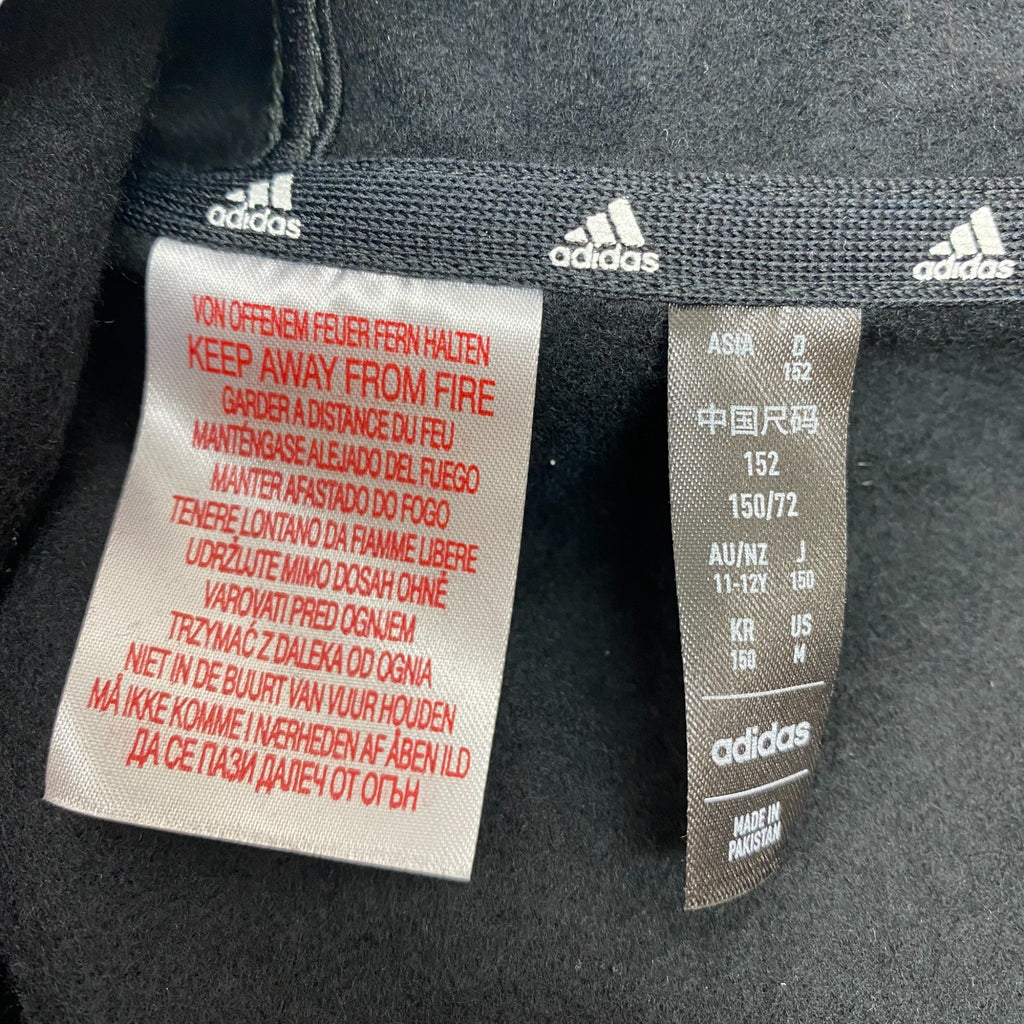 adidas
adidas
adidas
VON OFFENEM FEUER FERN HALTEN
KEEP AWAY FROM FIRE
GARDER A DISTANCE DU FEU
MANTÉNGASE ALEJADO DEL FUEGO
MANTER AFASTADO DO FOGO
TENERE LONTANO DA FIAMME LIBERE
UDRŽUJTE MIMO DOSAH OHNĚ
VAROVATI PRED OGNJEM
TRZYMAĆ Z DALEKA OD OGNIA
NIET IN DE BUURT VAN VUUR HOUDEN
MÅ IKKE KOMME I NÆRHEDEN AF ÅBEN ILD
ДА СЕ ПАЗИ ДАЛЕЧ ОТ ОГЪН
ASIA D
152
中国尺码
152
150/72
AU/NZ J
11-12Y 150
KR US
150 M
adidas
MADE IN
PAKISTAN